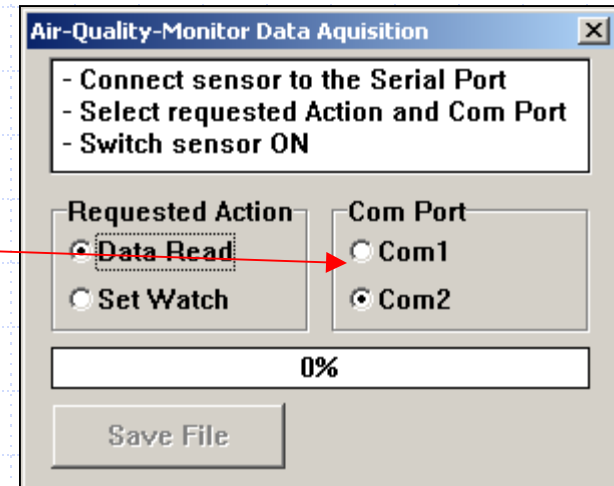 Air-Quality-Monitor Data Aquisition
- Connect sensor to the Serial Port
- Select requested Action and Com Port
- Switch sensor ON
Requested Action
Data Read
Set Watch
Com Port
Com1
Com2
0%
Save File